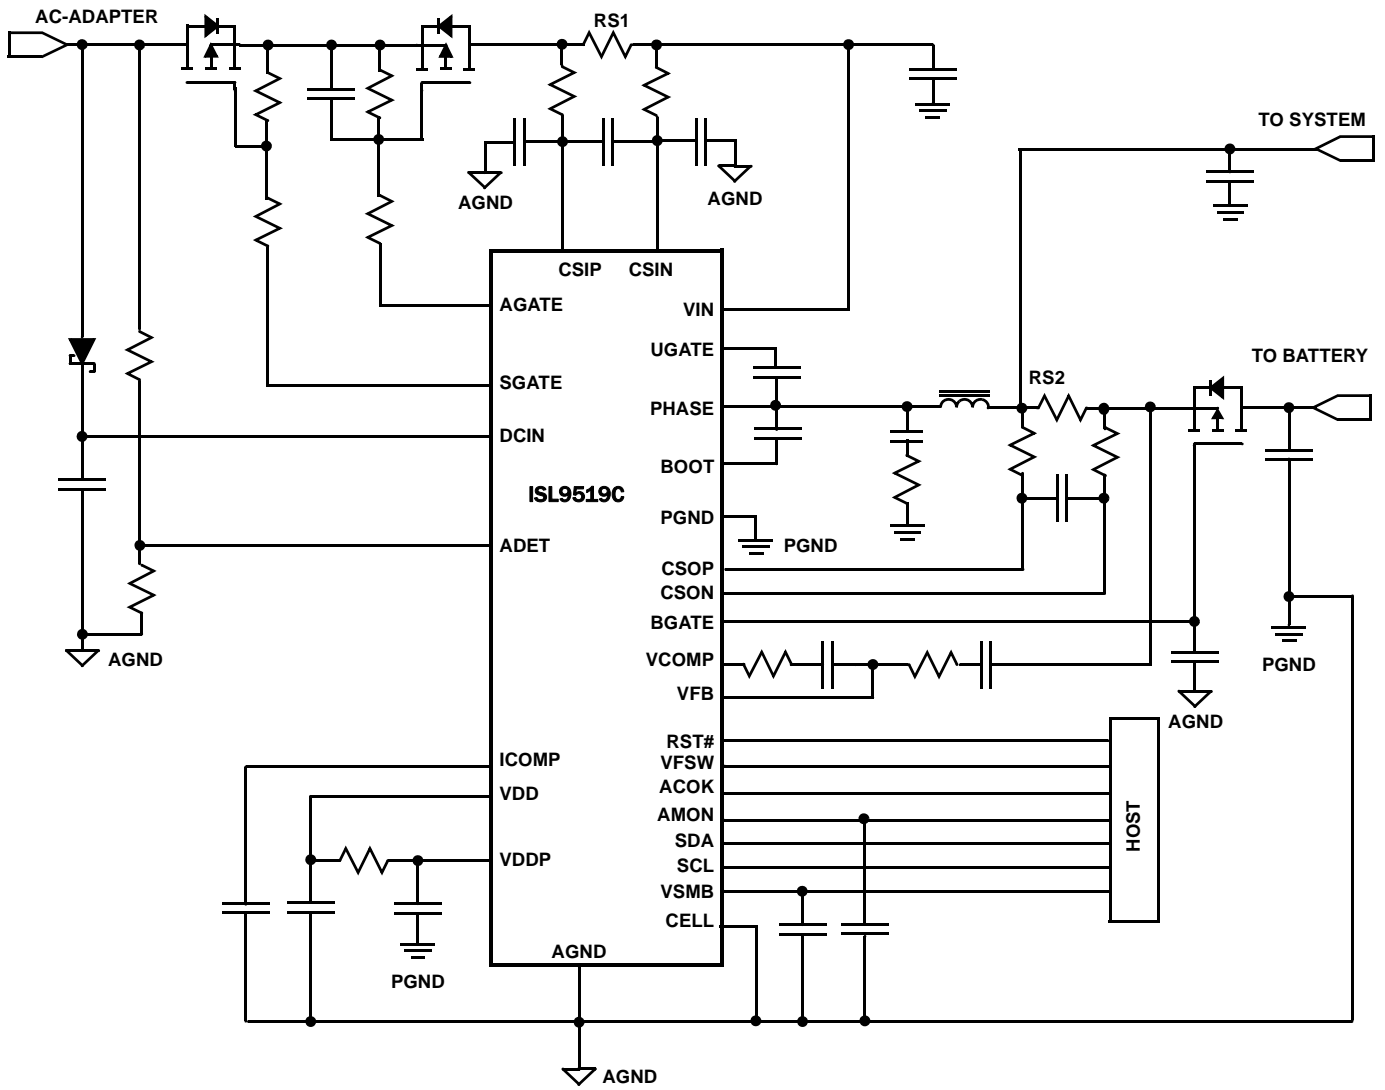 AC-ADAPTER
RS1
TO SYSTEM
AGND
AGND
CSIP
CSIN
AGATE
VIN
UGATE
TO BATTERY
SGATE
PHASE
RS2
DCIN
BOOT
ISL9519C
PGND
PGND
ADET
CSOP
CSON
BGATE
AGND
VCOMP
PGND
VFB
AGND
RST#
ICOMP
VFSW
VDD
ACOK
AMON
HOST
SDA
VDDP
SCL
VSMB
CELL
AGND
PGND
AGND